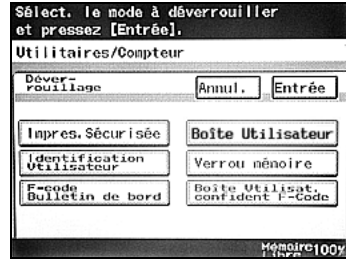 Sélect. le mode à déverrouiller
et pressez [Entrée].
Utilitaires/Compteur
Déver-
rouillage
Annul.
Entrée
Impres.Sécurisée
Boîte Utilisateur
Identification
Utilisateur
Verrou mémoire
F-code
Bulletin de bord
Boîte Utilisat.
confident F-Code
Mémoire
Libre
100%